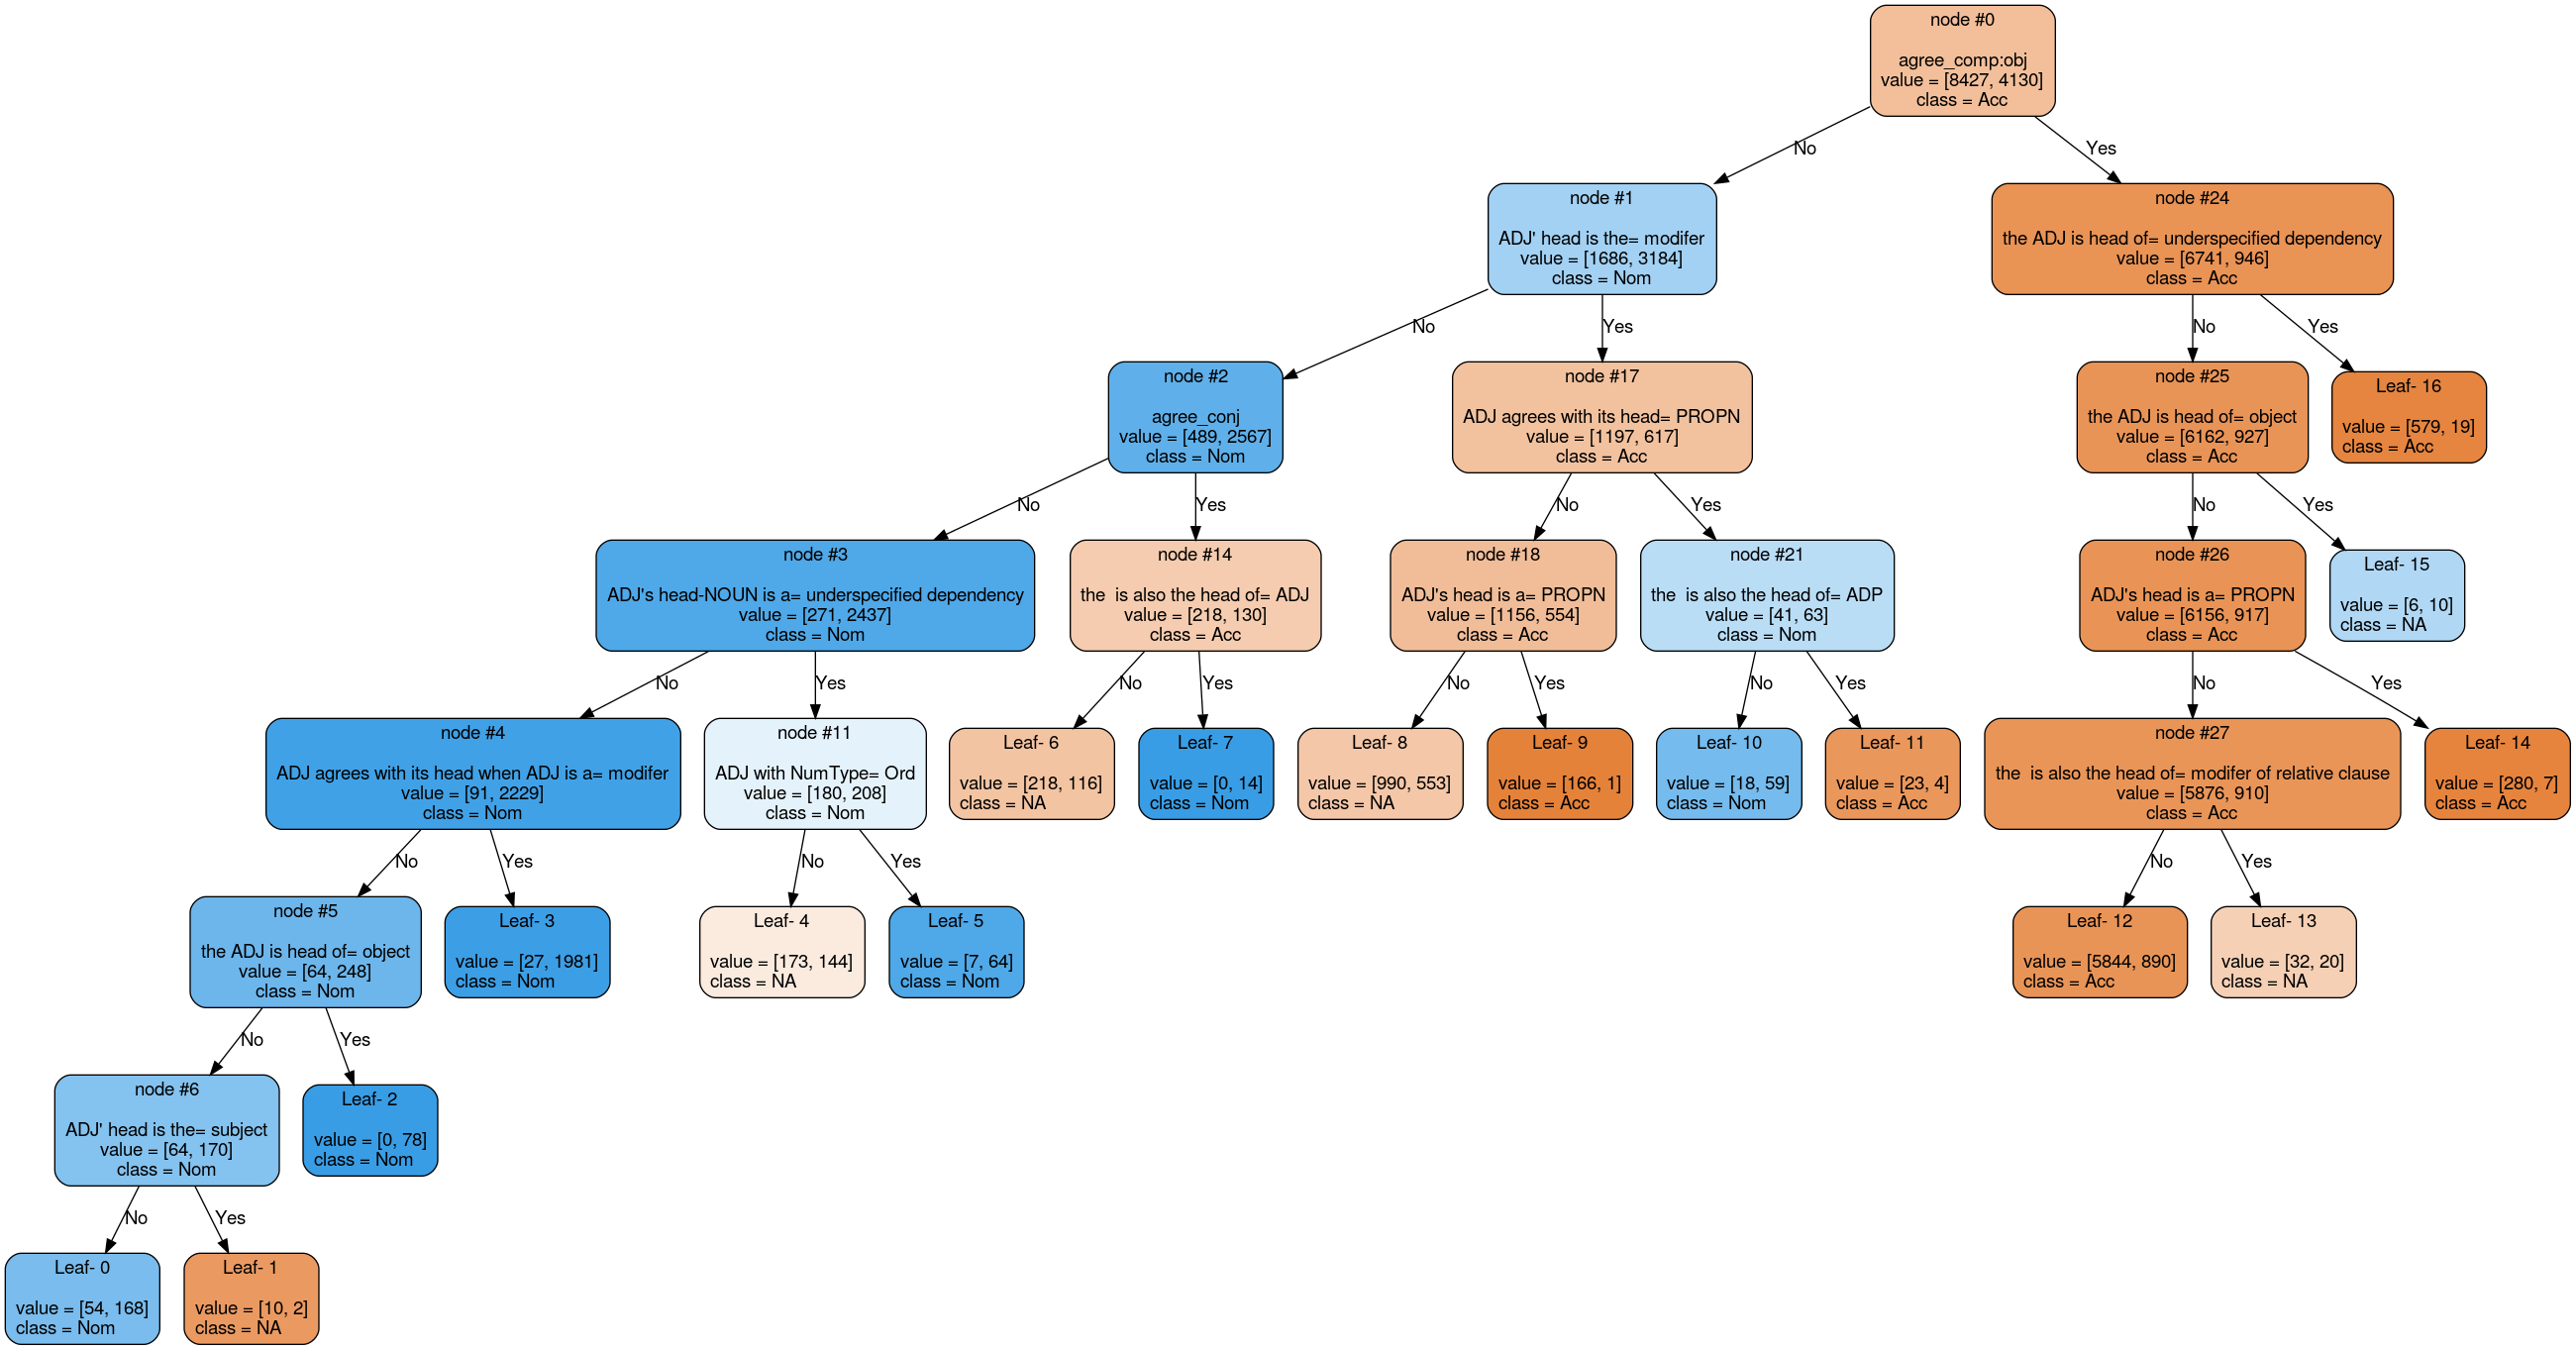 node #0
agree_comp:obj
value = [8427, 4130]
class = Acc
No
Yes
node #1
ADJ' head is the= modifer
value = [1686, 3184]
class = Nom
node #24
the ADJ is head of= underspecified dependency
value = [6741, 946]
class = Acc
No
Yes
No
Yes
node #2
agree_conj
value = [489, 2567]
class = Nom
node #17
ADJ agrees with its head= PROPN
value = [1197, 617]
class = Acc
node #25
the ADJ is head of= object
value = [6162, 927]
class = Acc
Leaf- 16
value = [579, 19]
class = Acc
No
Yes
No
Yes
No
Yes
node #3
ADJ's head-NOUN is a= underspecified dependency
value = [271, 2437]
class = Nom
node #14
the  is also the head of= ADJ
value = [218, 130]
class = Acc
node #18
ADJ's head is a= PROPN
value = [1156, 554]
class = Acc
node #21
the  is also the head of= ADP
value = [41, 63]
class = Nom
node #26
ADJ's head is a= PROPN
value = [6156, 917]
class = Acc
Leaf- 15
value = [6, 10]
class = NA
No
Yes
No
Yes
No
Yes
No
Yes
No
Yes
node #4
ADJ agrees with its head when ADJ is a= modifer
value = [91, 2229]
class = Nom
node #11
ADJ with NumType= Ord
value = [180, 208]
class = Nom
Leaf- 6
value = [218, 116]
class = NA
Leaf- 7
value = [0, 14]
class = Nom
Leaf- 8
value = [990, 553]
class = NA
Leaf- 9
value = [166, 1]
class = Acc
Leaf- 10
value = [18, 59]
class = Nom
Leaf- 11
value = [23, 4]
class = Acc
node #27
the  is also the head of= modifer of relative clause
value = [5876, 910]
class = Acc
Leaf- 14
value = [280, 7]
class = Acc
No
Yes
No
Yes
No
Yes
node #5
the ADJ is head of= object
value = [64, 248]
class = Nom
Leaf- 3
value = [27, 1981]
class = Nom
Leaf- 4
value = [173, 144]
class = NA
Leaf- 5
value = [7, 64]
class = Nom
Leaf- 12
value = [5844, 890]
class = Acc
Leaf- 13
value = [32, 20]
class = NA
No
Yes
node #6
ADJ' head is the= subject
value = [64, 170]
class = Nom
Leaf- 2
value = [0, 78]
class = Nom
No
Yes
Leaf- 0
value = [54, 168]
class = Nom
Leaf- 1
value = [10, 2]
class = NA